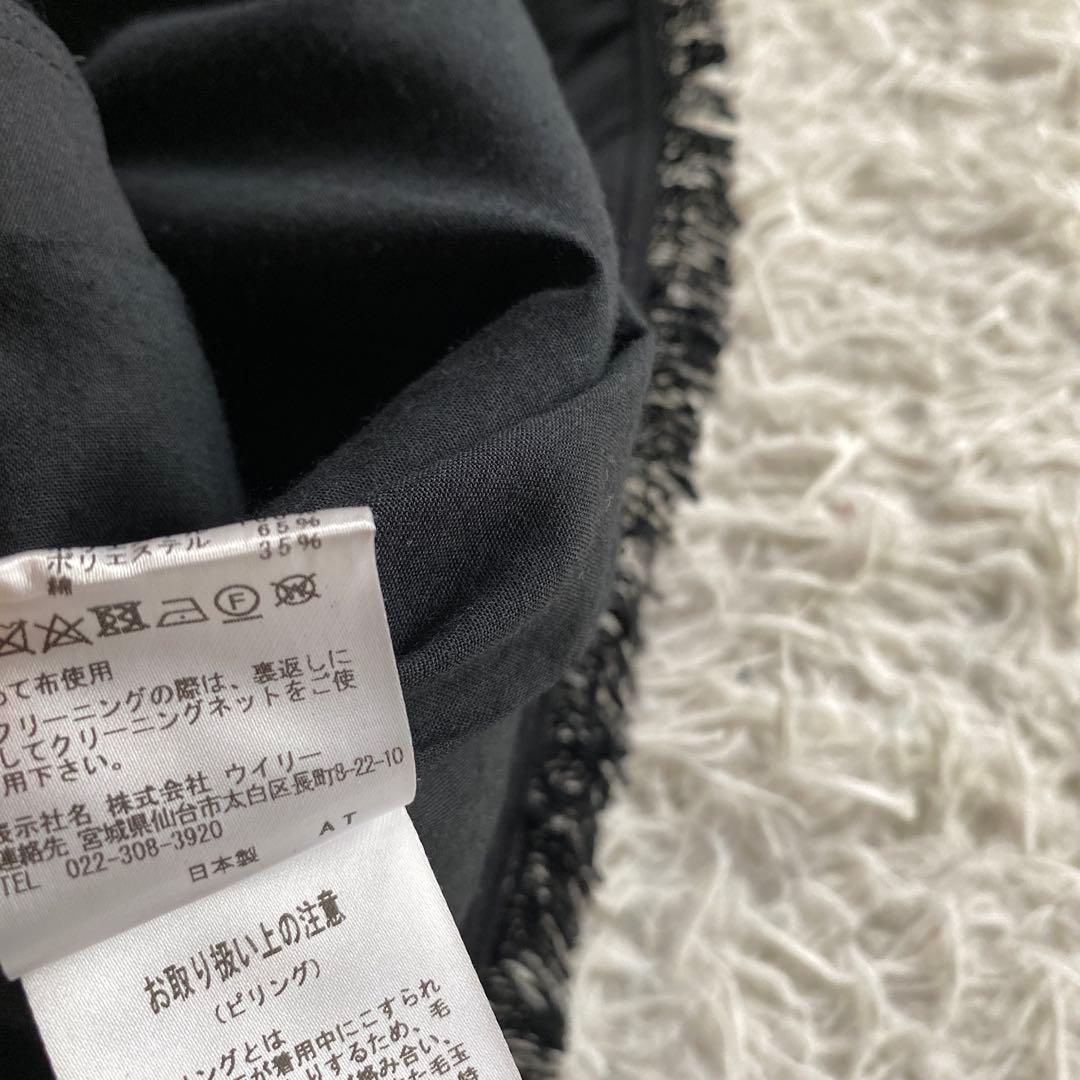 65%
ポリエステル 35%
綿
F W
って布使用
クリーニングの際は、裏返しに
してクリーニングネットをご使
用下さい。
表示社名 株式会社 ウイリー
連絡先 宮城県仙台市太白区長町8-22-10
TEL 022-308-3920
AT
日本製
お取り扱い上の注意
(ピリング)
リングとは
が着用中にこすられ
りするため、毛
が絡み合い、
た毛玉
時